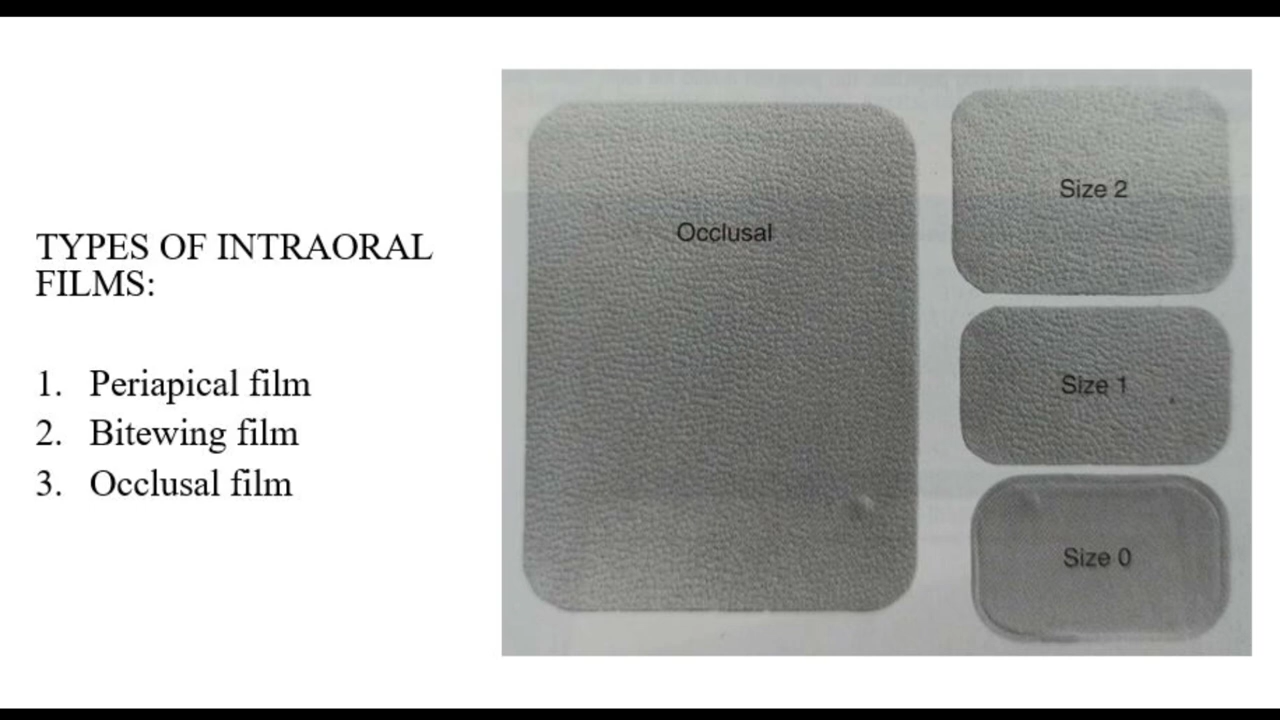 TYPES OF INTRAORAL
FILMS:
1. Periapical film
2. Bitewing film
3. Occlusal film
Occlusal
Size 2
Size 1
Size 0